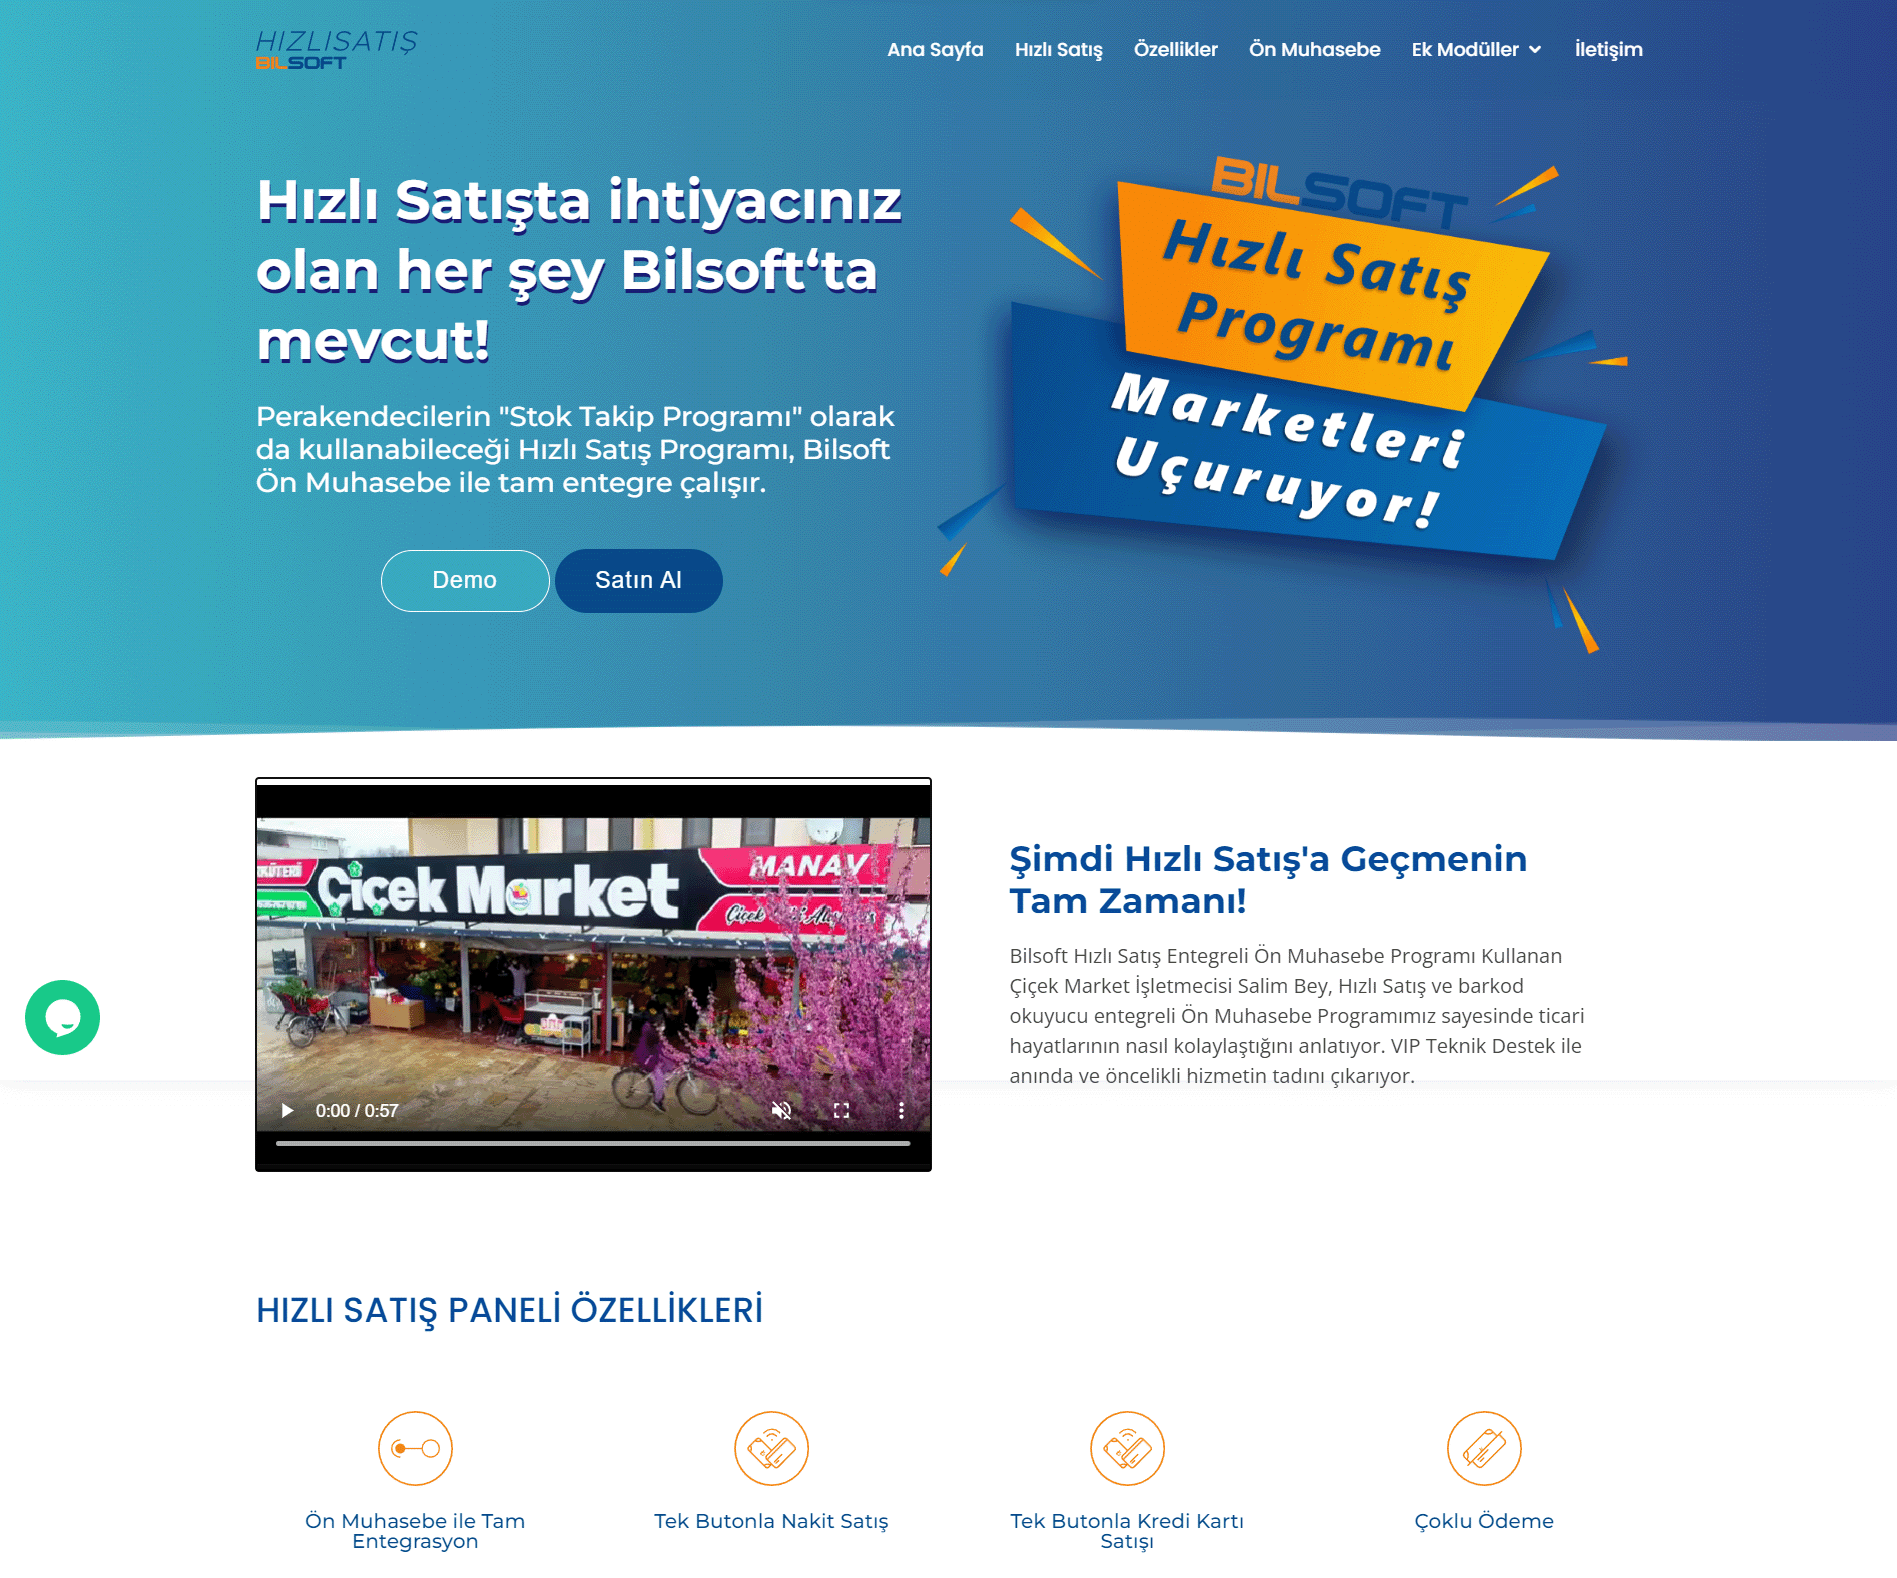 HIZLISATIŞ
BILSOFT
Ana Sayfa
Hızlı Satış
Özellikler
Ön Muhasebe
Ek Modüller
İletişim
Hızlı Satışta ihtiyacınız
olan her şey Bilsoft‘ta
mevcut!
Perakendecilerin "Stok Takip Programı" olarak
da kullanabileceği Hızlı Satış Programı, Bilsoft
Ön Muhasebe ile tam entegre çalışır.
Demo
Satın Al
BILSOFT
Hızlı Satış
Programı
Marketleri
Uçuruyor!
Çiçek Market
MANAV
Çiçek
0:00 / 0:57
Şimdi Hızlı Satış'a Geçmenin
Tam Zamanı!
Bilsoft Hızlı Satış Entegreli Ön Muhasebe Programı Kullanan
Çiçek Market İşletmecisi Salim Bey, Hızlı Satış ve barkod
okuyucu entegreli Ön Muhasebe Programımız sayesinde ticari
hayatlarının nasıl kolaylaştığını anlatıyor. VIP Teknik Destek ile
anında ve öncelikli hizmetin tadını çıkarıyor.
HIZLI SATIŞ PANELİ ÖZELLİKLERİ
Ön Muhasebe ile Tam
Entegrasyon
Tek Butonla Nakit Satış
Tek Butonla Kredi Kartı
Satışı
Çoklu Ödeme